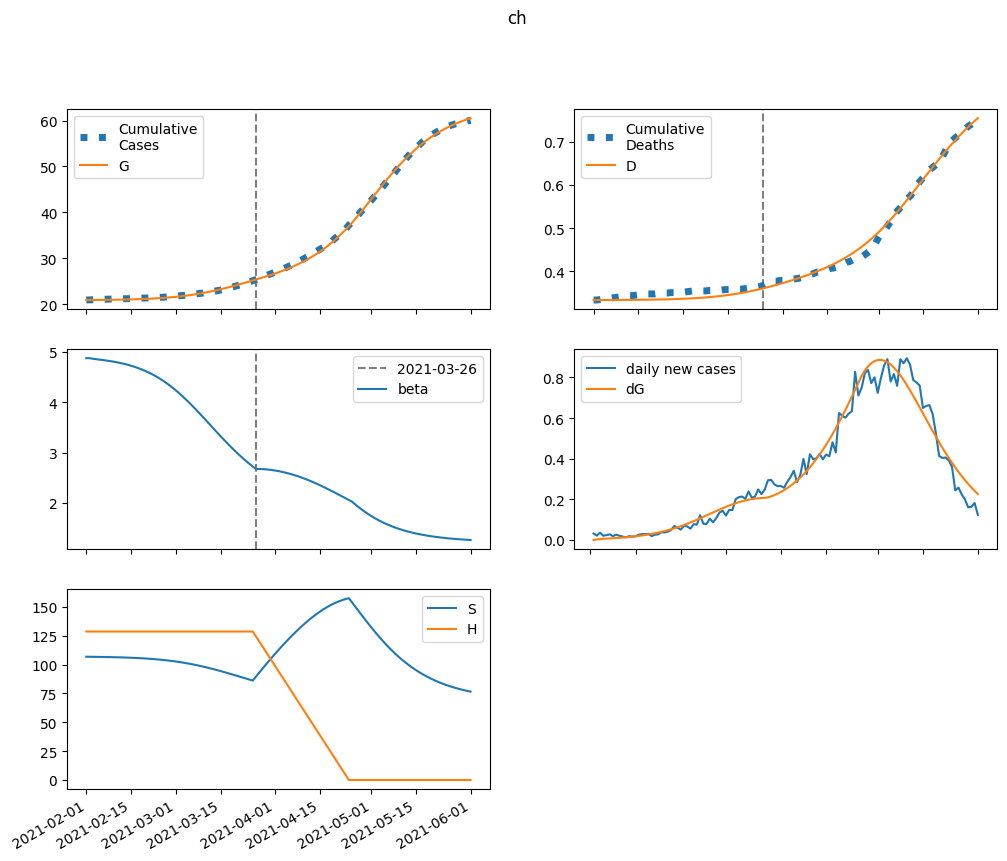 ch
Cumulative
Cases
G
60
50
40
30
20
Cumulative
Deaths
D
0.7
0.6
0.5
0.4
2021-03-26
beta
5
4
3
2
daily new cases
dG
0.8
0.6
0.4
0.2
0.0
S
H
150
125
100
75
50
25
0
2021-02-01
2021-02-15
2021-03-01
2021-03-15
2021-04-01
2021-04-15
2021-05-01
2021-05-15
2021-06-01